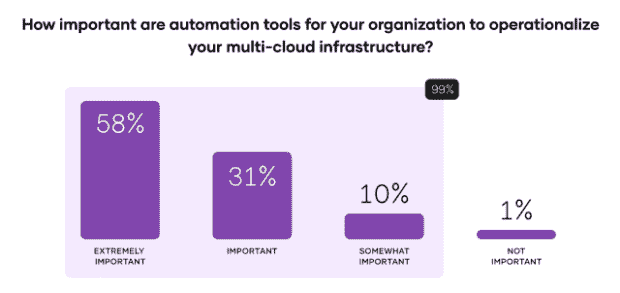 How important are automation tools for your organization to operationalize
your multi-cloud infrastructure?
99%
58%
31%
10%
1%
EXTREMELY
IMPORTANT
IMPORTANT
SOMEWHAT
IMPORTANT
NOT
IMPORTANT